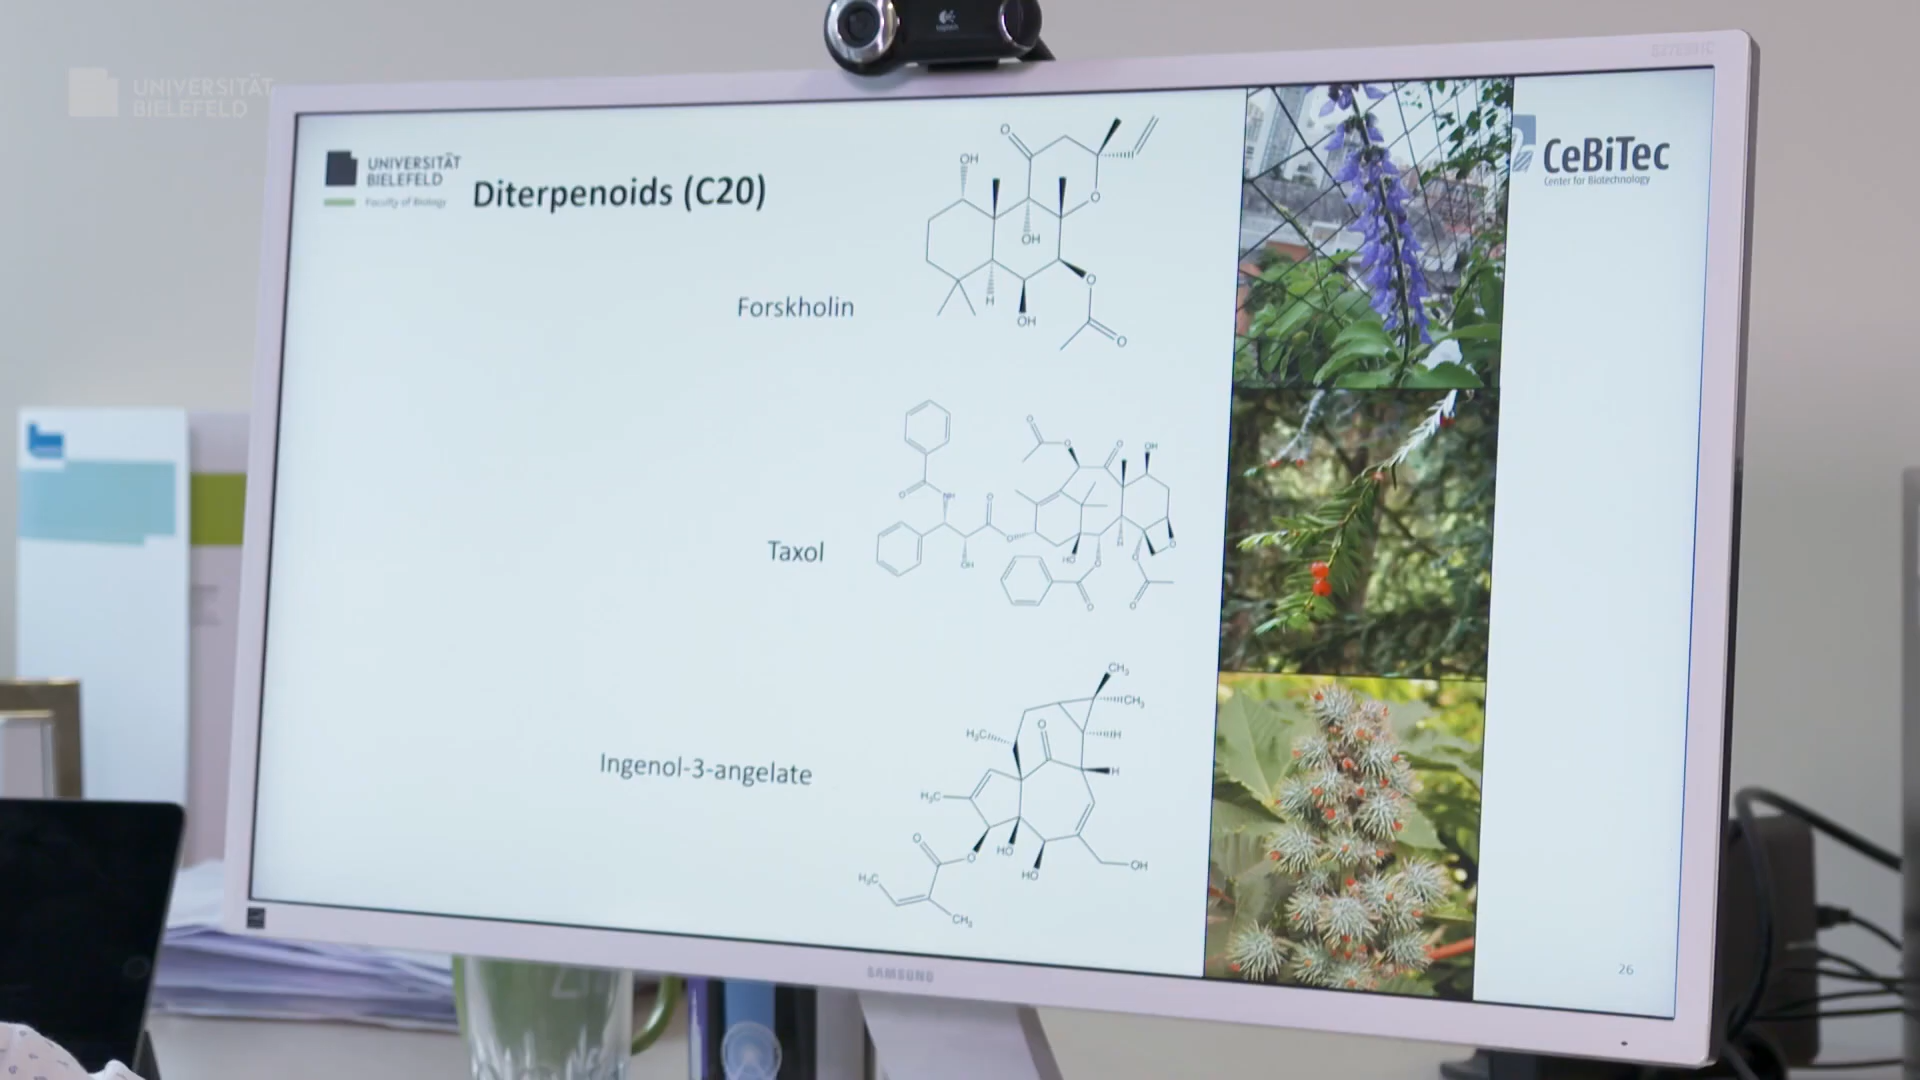 UNIVERSITÄT
BIELEFELD
UNIVERSITÄT
BIELEFELD
Faculty of Biology
Diterpenoids (C20)
CeBiTec
Center for Biotechnology
Forskholin
O
OH
O
OH
H
OH
O
O
Taxol
O
O
O
OH
O
NH
O
O
OH
HO
O
H
O
O
O
O
Ingenol-3-angelate
CH₃
CH₃
H₃C
O
H
H
H₃C
O
O
HO
HO
OH
H₃C
CH₃
26
SAMSUNG